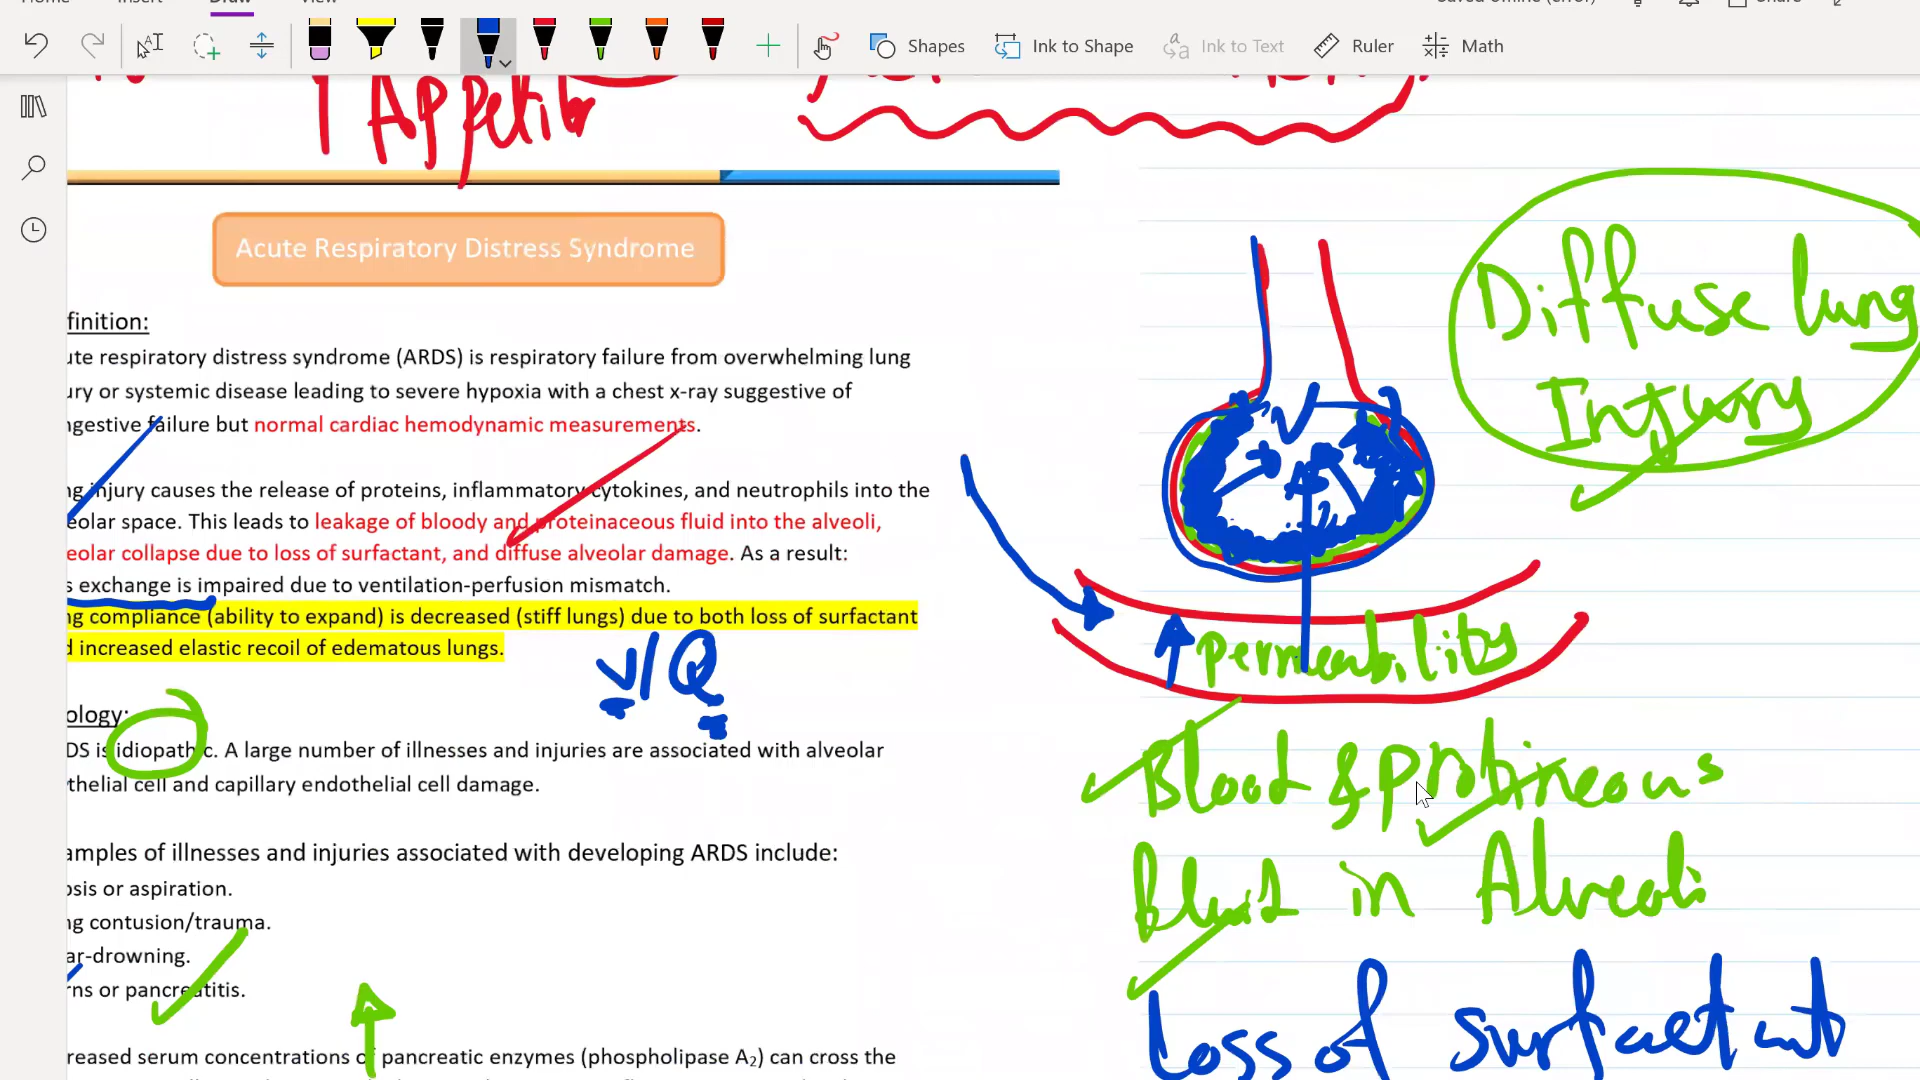 Home Insert Draw View Saved online (error) Share
Shapes Ink to Shape Ink to Text Ruler Math
↑ Appetite
Acute Respiratory Distress Syndrome
finition:
ute respiratory distress syndrome (ARDS) is respiratory failure from overwhelming lung
ury or systemic disease leading to severe hypoxia with a chest x-ray suggestive of
ngestive failure but normal cardiac hemodynamic measurements.
ng injury causes the release of proteins, inflammatory cytokines, and neutrophils into the
eolar space. This leads to leakage of bloody and proteinaceous fluid into the alveoli,
eolar collapse due to loss of surfactant, and diffuse alveolar damage. As a result:
s exchange is impaired due to ventilation-perfusion mismatch.
ng compliance (ability to expand) is decreased (stiff lungs) due to both loss of surfactant
d increased elastic recoil of edematous lungs.
V/Q
ology:
DS is idiopathic. A large number of illnesses and injuries are associated with alveolar
thelial cell and capillary endothelial cell damage.
amples of illnesses and injuries associated with developing ARDS include:
osis or aspiration.
ng contusion/trauma.
ar-drowning.
rns or pancreatitis.
reased serum concentrations of pancreatic enzymes (phospholipase A₂) can cross the
Diffuse lung
Injury
↑ Permeability
Blood & Protineous
in Alveoli
Loss of surfactant